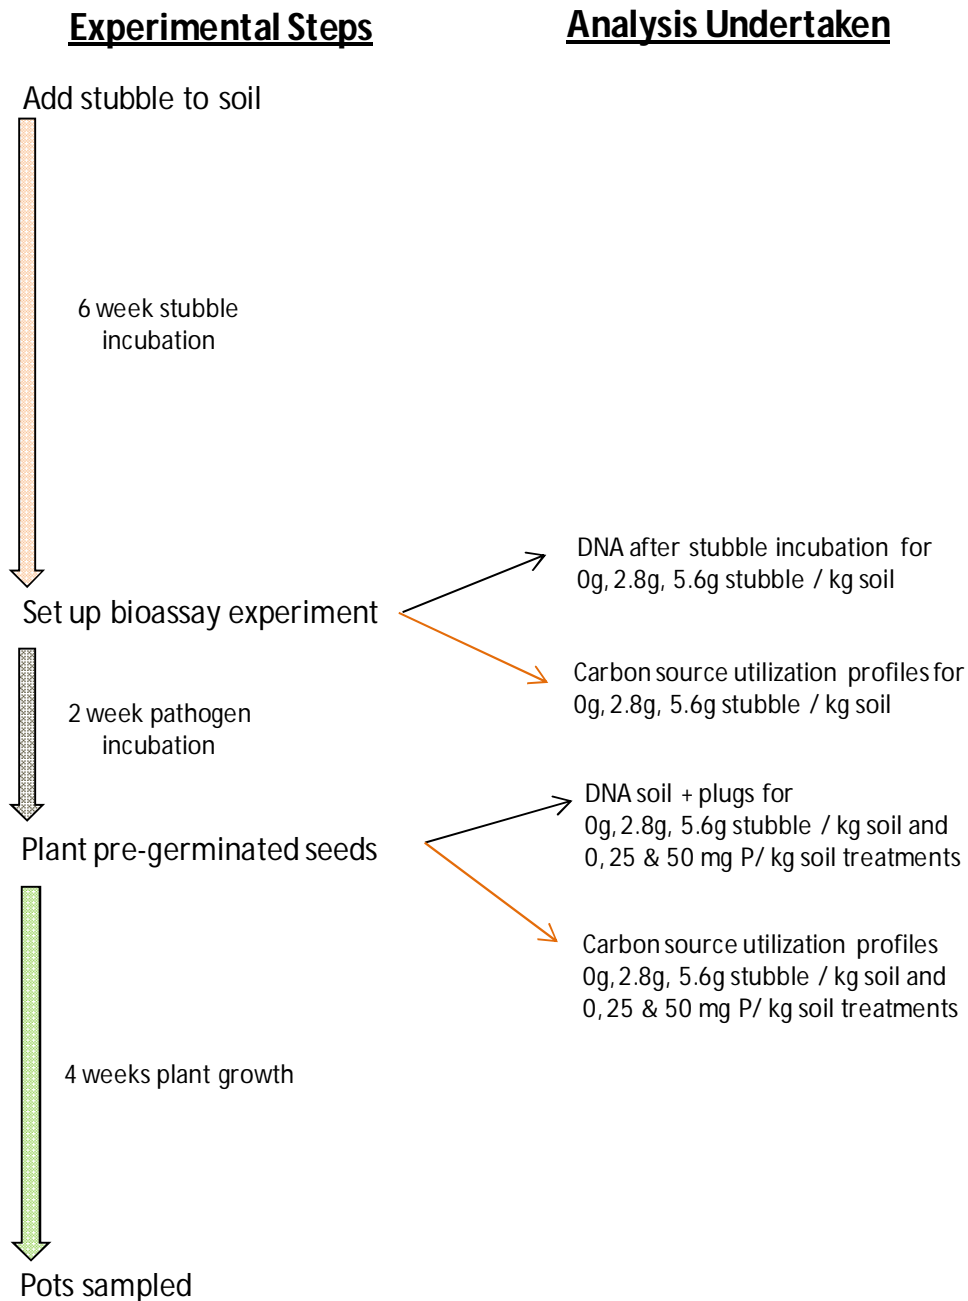 Experimental Steps
Analysis Undertaken
Add stubble to soil
6 week stubble
incubation
DNA after stubble incubation for
0g, 2.8g, 5.6g stubble / kg soil
Set up bioassay experiment
Carbon source utilization profiles for
0g, 2.8g, 5.6g stubble / kg soil
2 week pathogen
incubation
DNA soil + plugs for
0g, 2.8g, 5.6g stubble / kg soil and
0, 25 & 50 mg P/ kg soil treatments
Plant pre-germinated seeds
Carbon source utilization profiles
0g, 2.8g, 5.6g stubble / kg soil and
0, 25 & 50 mg P/ kg soil treatments
4 weeks plant growth
Pots sampled